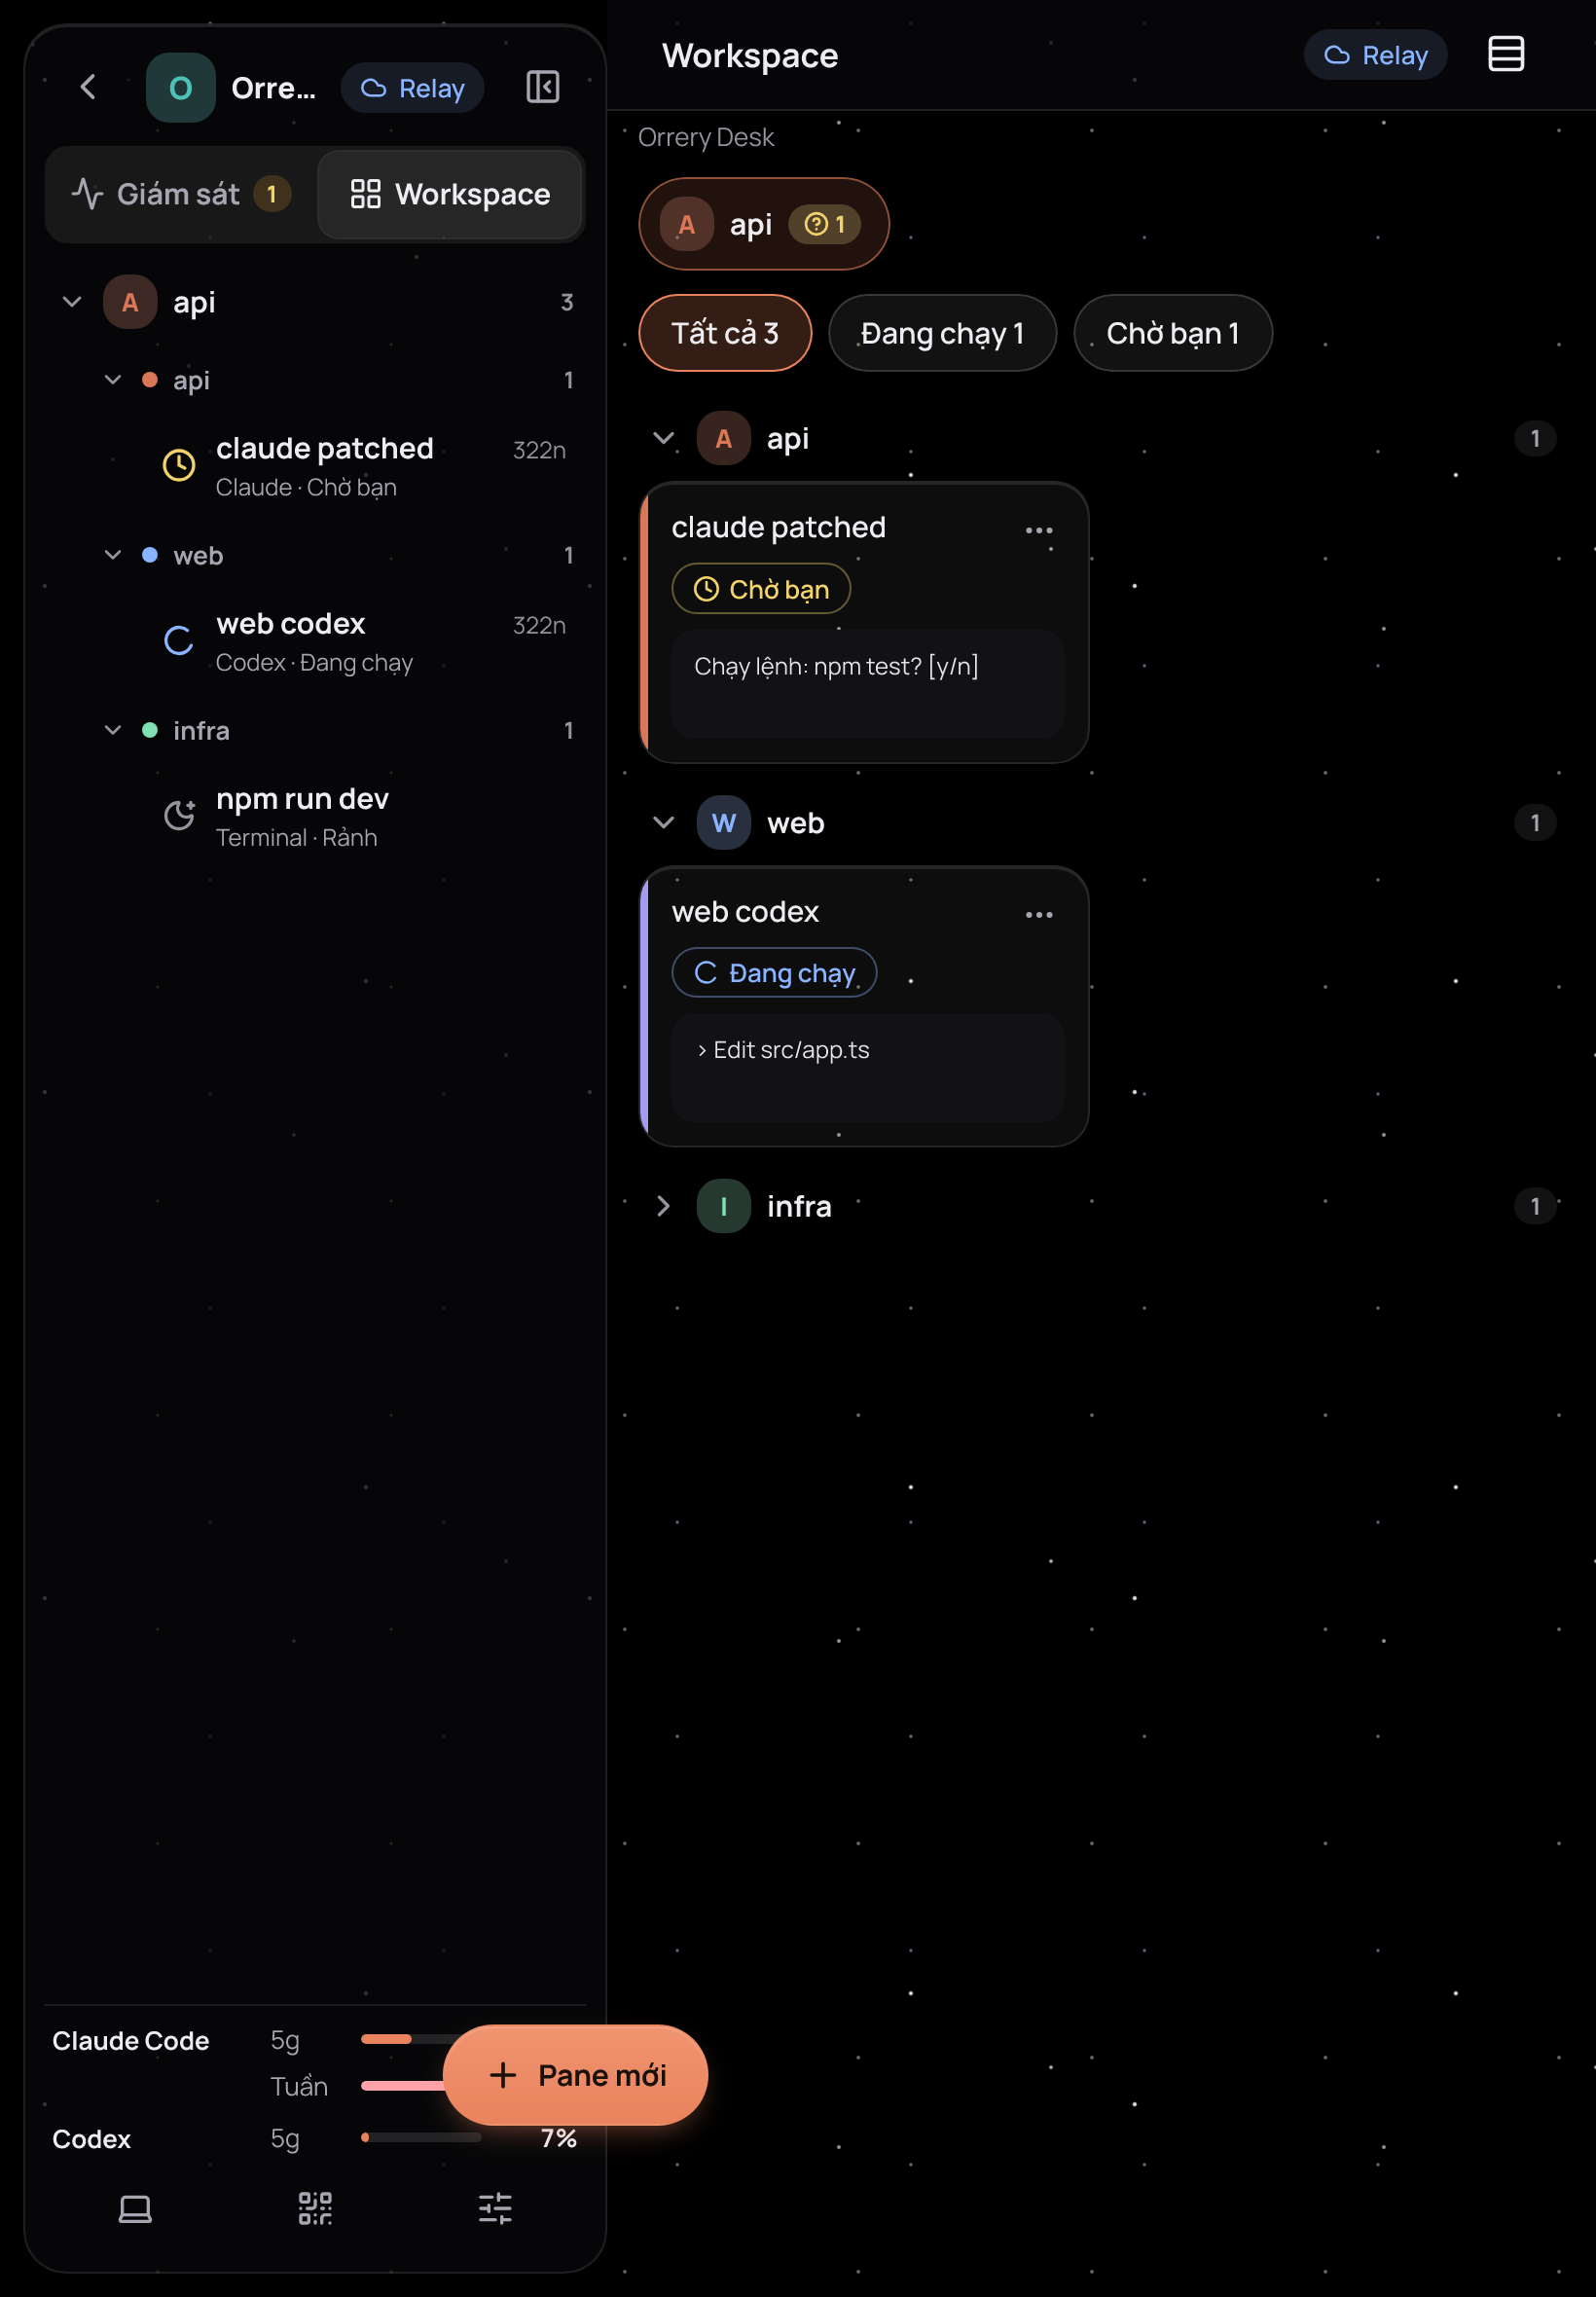 O Orre... Relay
Giám sát 1 Workspace
A api 3
api 1
claude patched 322n
Claude · Chờ bạn
web 1
web codex 322n
Codex · Đang chạy
infra 1
npm run dev
Terminal · Rảnh
Claude Code 5g
Tuần
Codex 5g 7%
Workspace Relay
Orrery Desk
A api 1
Tất cả 3 Đang chạy 1 Chờ bạn 1
A api 1
claude patched
Chờ bạn
Chạy lệnh: npm test? [y/n]
W web 1
web codex
Đang chạy
› Edit src/app.ts
I infra 1
+ Pane mới